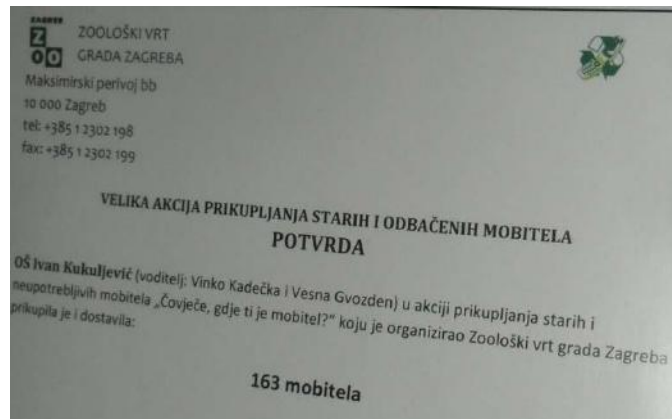 ZAGREB
ZOO
ZOOLOŠKI VRT
GRADA ZAGREBA
Maksimirski perivoj bb
10 000 Zagreb
tel: +385 1 2302 198
fax: +385 1 2302 199
VELIKA AKCIJA PRIKUPLJANJA STARIH I ODBAČENIH MOBITELA
POTVRDA
OŠ Ivan Kukuljević (voditelj: Vinko Kadečka i Vesna Gvozden) u akciji prikupljanja starih i
neupotrebljivih mobitela „Čovječe, gdje ti je mobitel?“ koju je organizirao Zoološki vrt grada Zagreba
prikupila je i dostavila:
163 mobitela